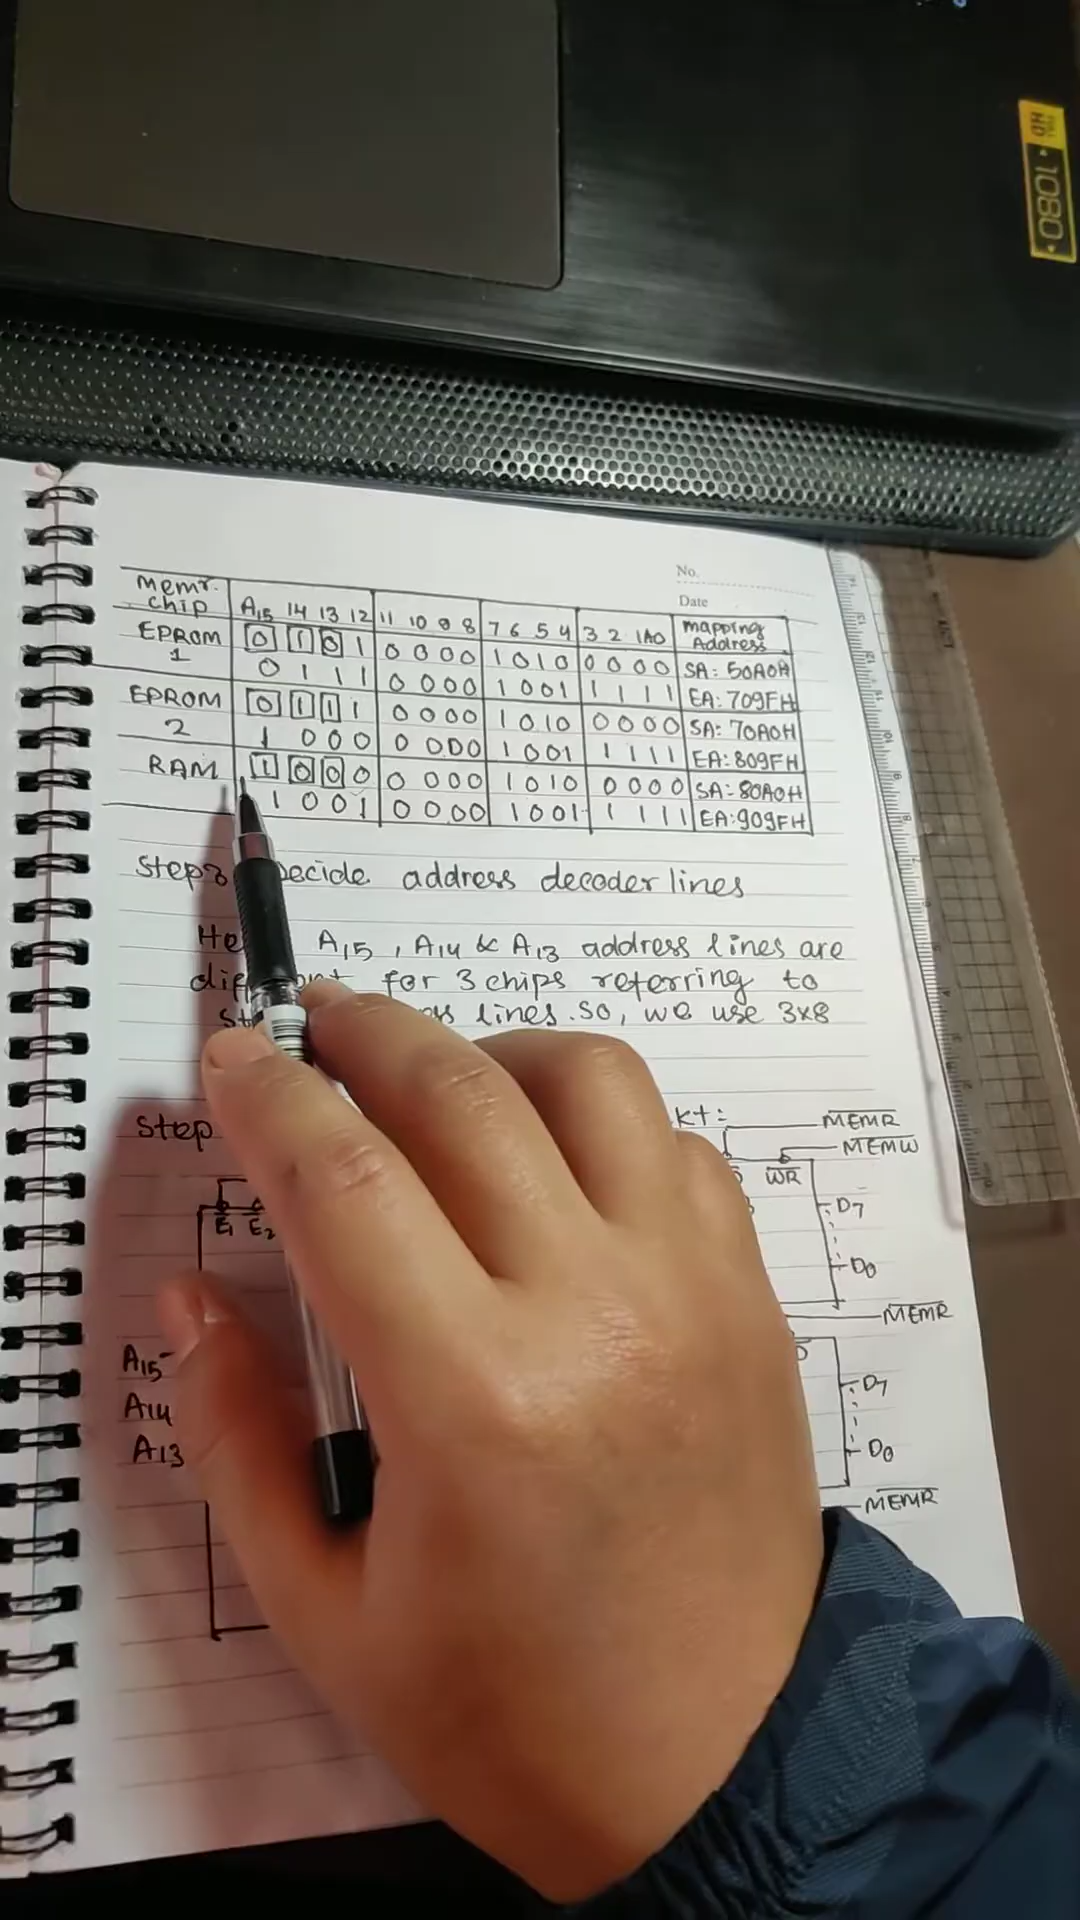 FULL HD 1080
No.
Date
Memr. chip A15 14 13 12 11 10 9 8 7 6 5 4 3 2 1 A0 Mapping Address
EPROM 1 0 1 0 1 0 0 0 0 1 0 1 0 0 0 0 0 SA: 50A0H
0 1 1 1 0 0 0 0 1 0 0 1 1 1 1 1 EA: 709FH
EPROM 2 0 1 1 1 0 0 0 0 1 0 1 0 0 0 0 0 SA: 70A0H
1 0 0 0 0 0 0 0 1 0 0 1 1 1 1 1 EA: 809FH
RAM 1 0 0 0 0 0 0 0 1 0 1 0 0 0 0 0 SA: 80A0H
1 0 0 1 0 0 0 0 1 0 0 1 1 1 1 1 EA: 909FH
Step3 Decide address decoder lines
A15, A14 & A13 address lines are
for 3 chips referring to
lines. So, we use 3x8
Step kt:
MEMR
MEMW
WR
E1 E2
D7
D0
MEMR
A15
D7
A14
A13
D0
MEMR